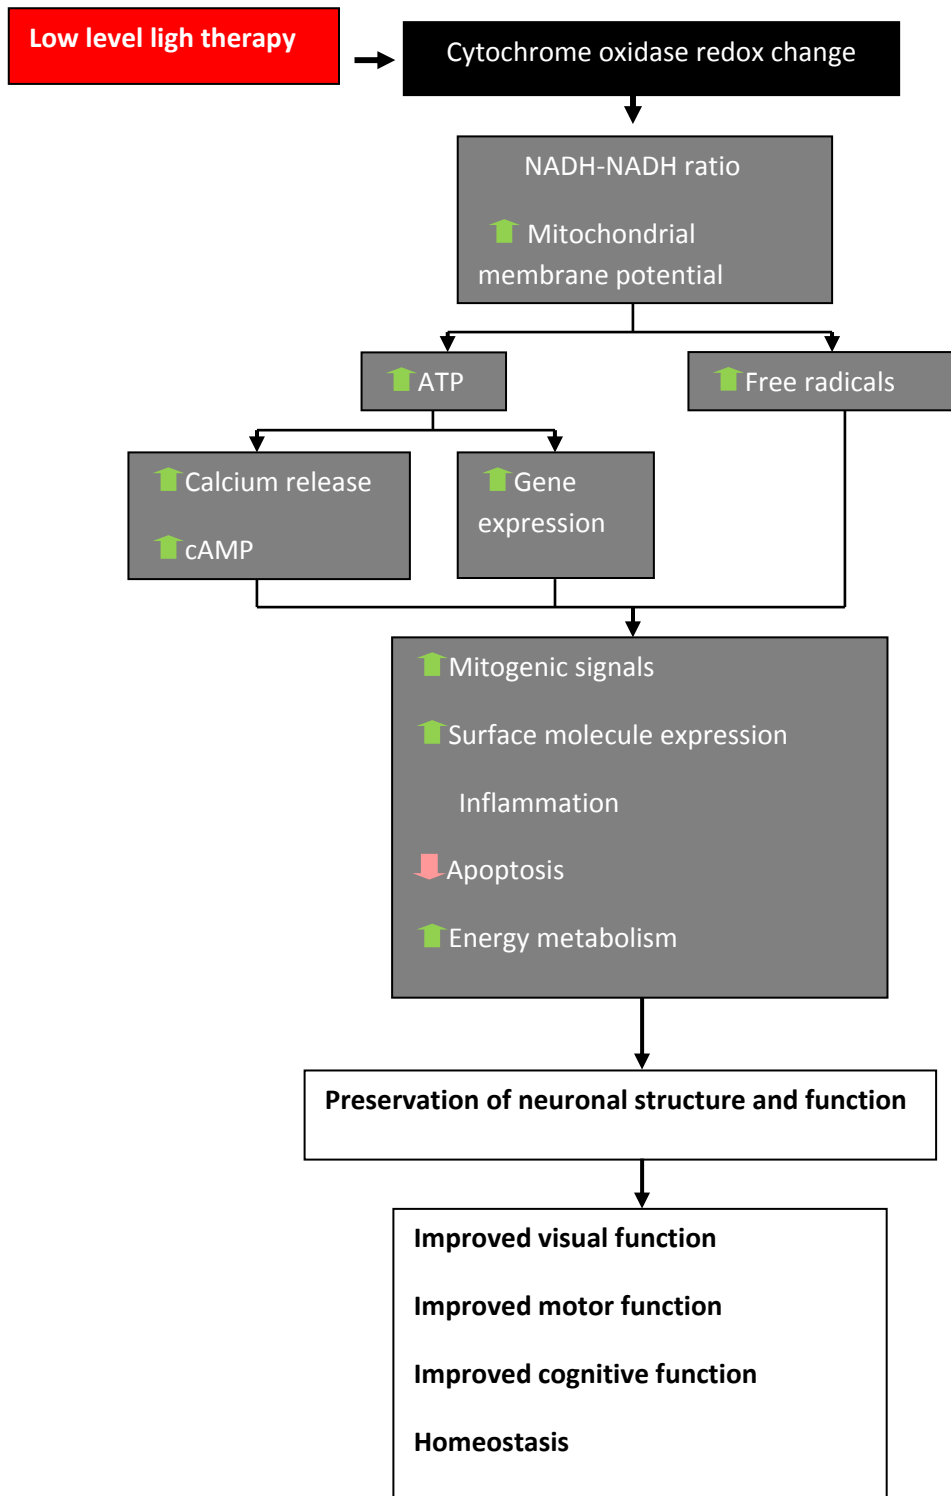 Low level ligh therapy
Cytochrome oxidase redox change
NADH-NADH ratio
Mitochondrial
membrane potential
ATP
Free radicals
Calcium release
cAMP
Gene
expression
Mitogenic signals
Surface molecule expression
Inflammation
Apoptosis
Energy metabolism
Preservation of neuronal structure and function
Improved visual function
Improved motor function
Improved cognitive function
Homeostasis